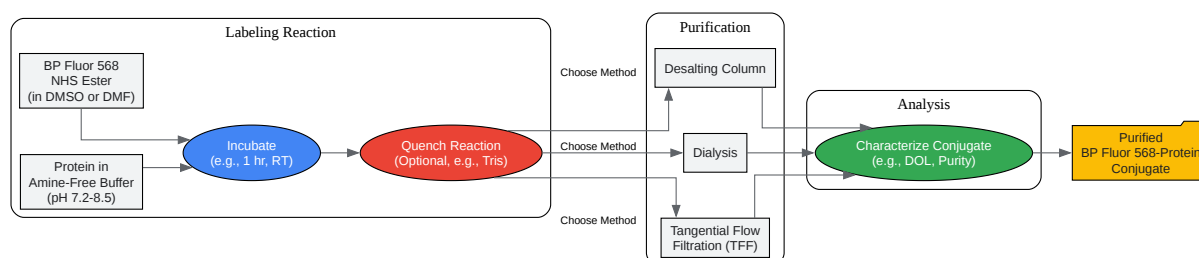 Labeling Reaction
BP Fluor 568
NHS Ester
(in DMSO or DMF)
Protein in
Amine-Free Buffer
(pH 7.2-8.5)
Incubate
(e.g., 1 hr, RT)
Quench Reaction
(Optional, e.g., Tris)
Choose Method
Choose Method
Choose Method
Purification
Desalting Column
Dialysis
Tangential Flow
Filtration (TFF)
Analysis
Characterize Conjugate
(e.g., DOL, Purity)
Purified
BP Fluor 568-Protein
Conjugate